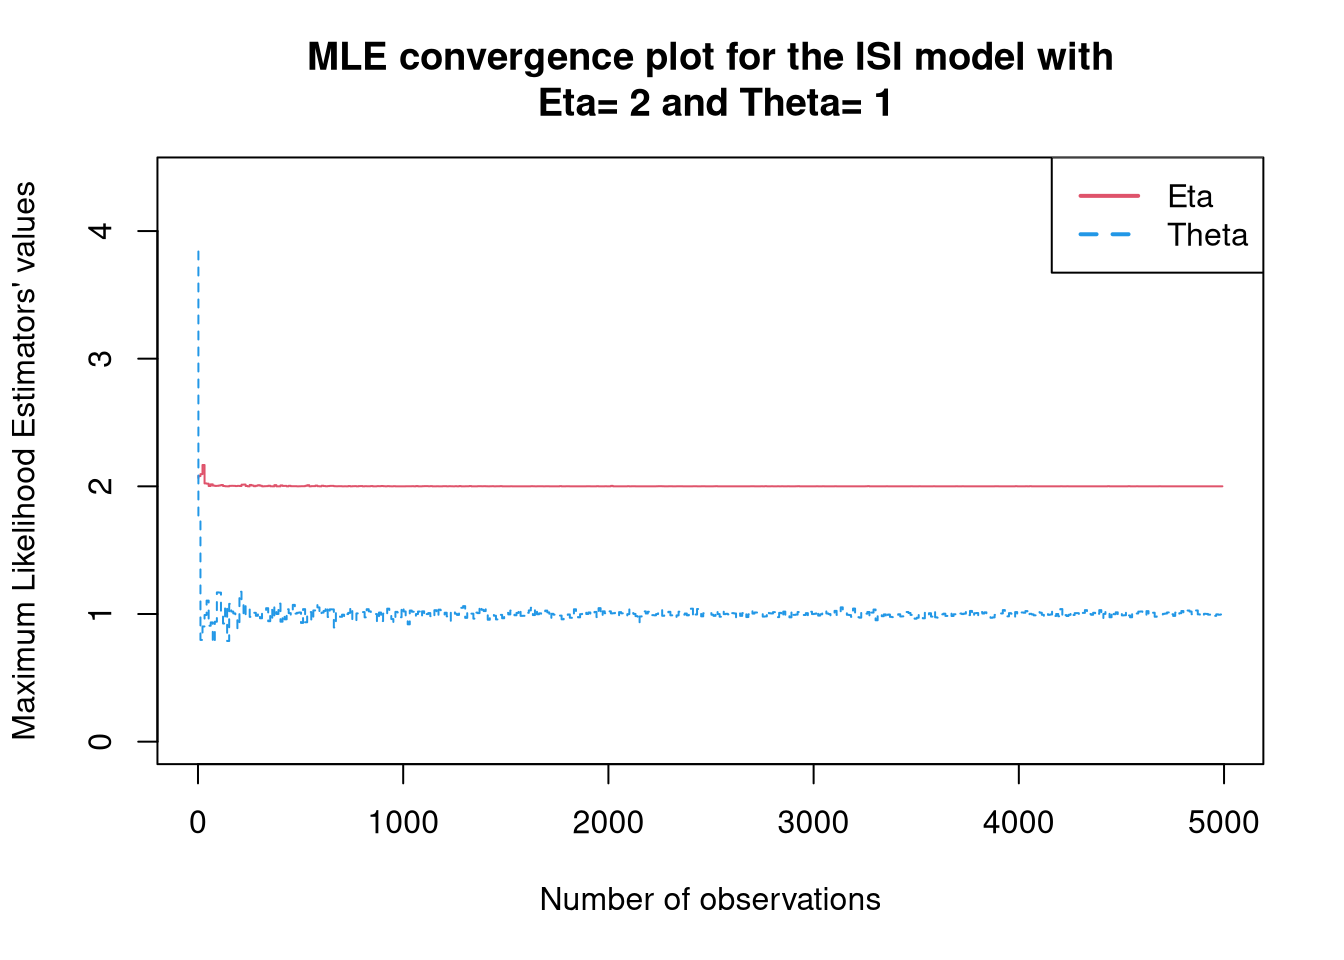 MLE convergence plot for the ISI model with
Eta= 2 and Theta= 1
Maximum Likelihood Estimators' values
4
3
2
1
0
Eta
Theta
0 1000 2000 3000 4000 5000
Number of observations